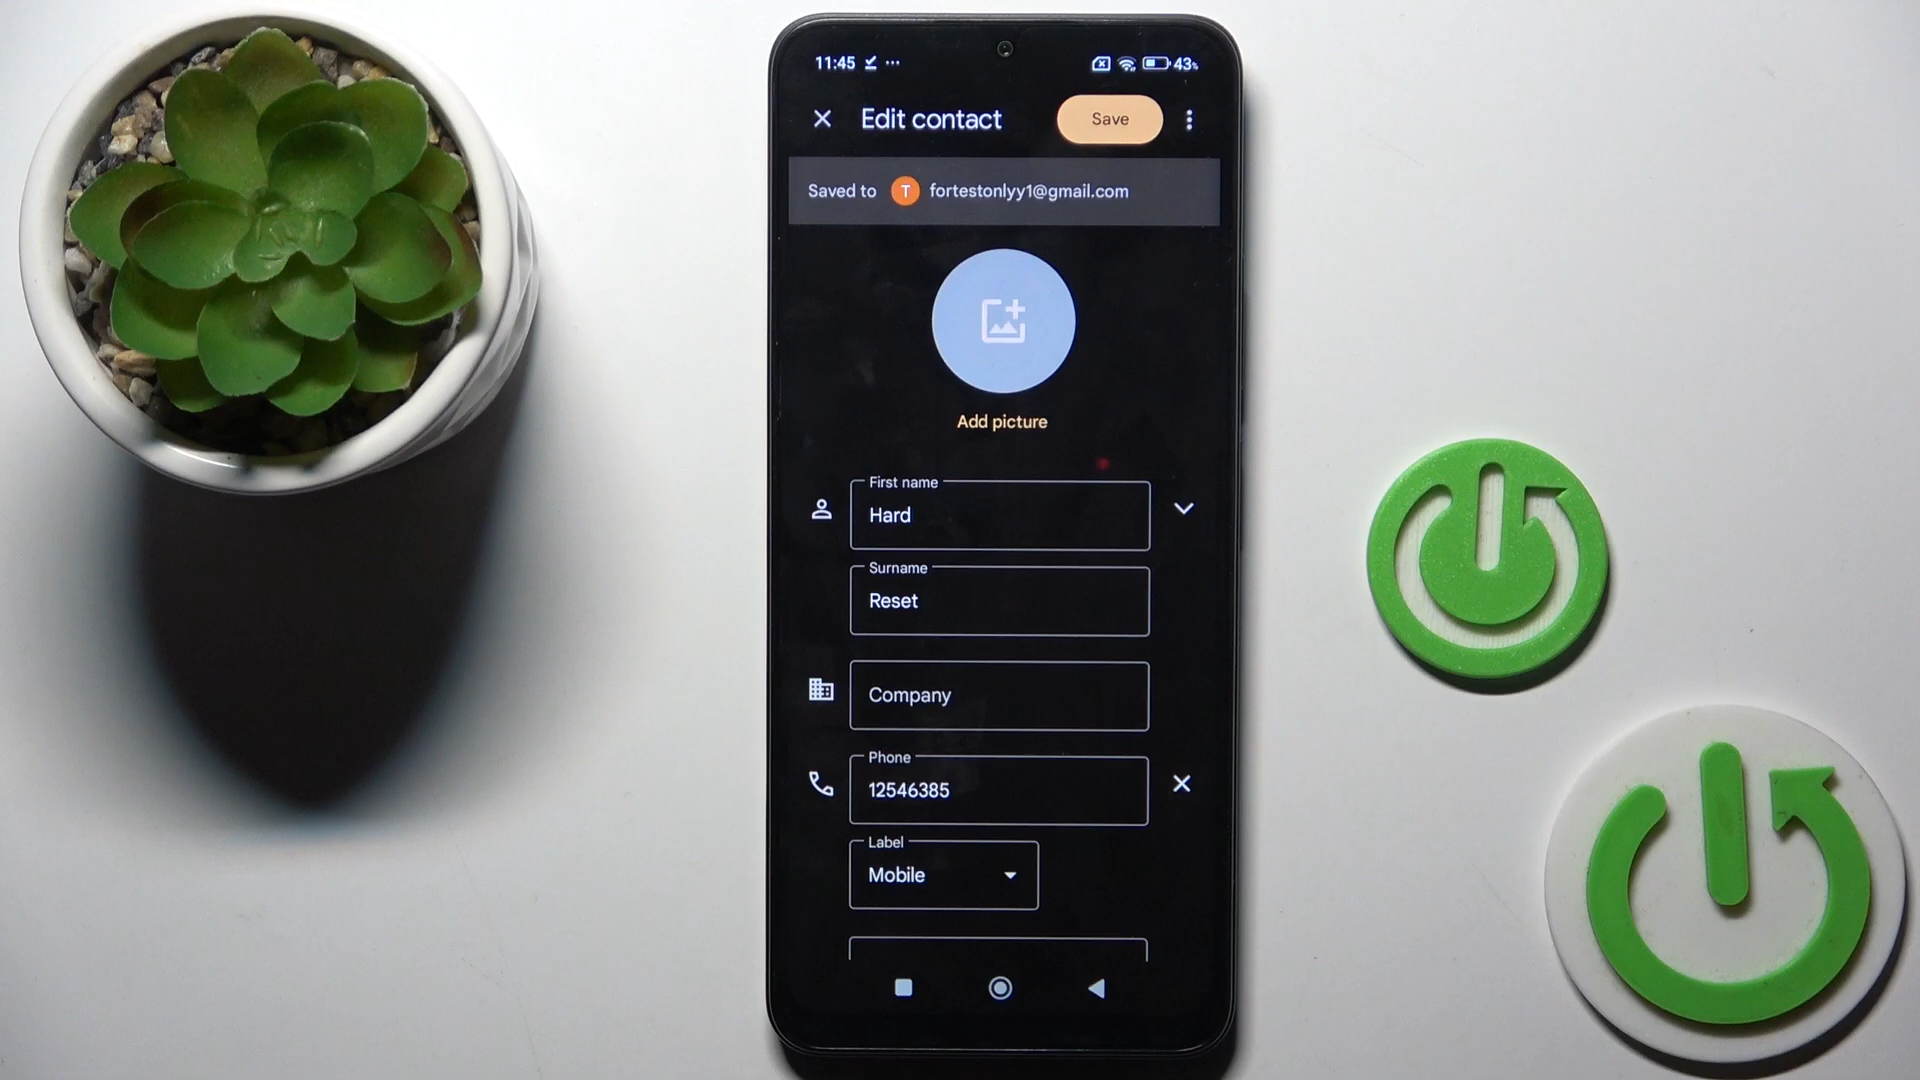 11:45 43%
Edit contact Save
Saved to T fortestonlyy1@gmail.com
Add picture
First name
Hard
Surname
Reset
Company
Phone
12546385
Label
Mobile